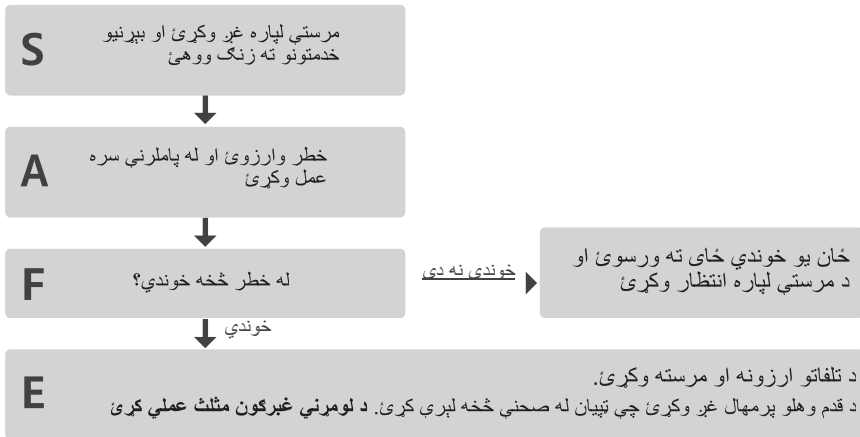 S
مرستې لپاره غږ وکړئ او بېړنیو
خدمتونو ته زنګ ووهئ
A
خطر وارزوئ او له پاملرنې سره
عمل وکړئ
F
له خطر څخه خوندي؟
خوندي نه دی
ځان یو خوندي ځای ته ورسوئ او
د مرستې لپاره انتظار وکړئ
خوندي
E
د تلفاتو ارزونه او مرسته وکړئ.
د قدم وهلو پرمهال غږ وکړئ چې ټپیان له صحنې څخه لېرې کړئ. د لومړني غبرګون مثلث عملي کړئ